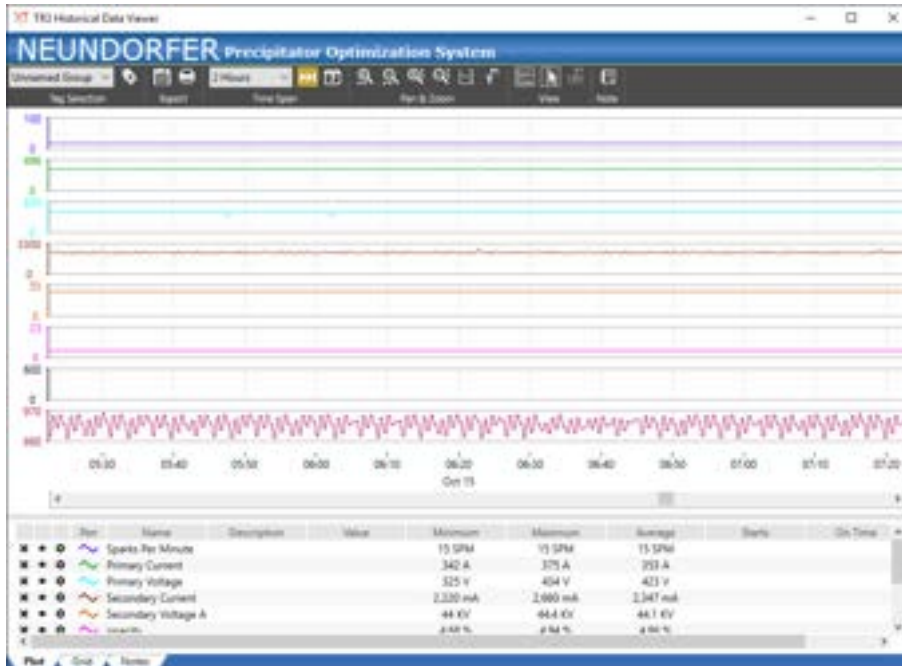 TRI Historical Data Viewer
NEUNDORFER Precipitator Optimization System
Unnamed Group 2 Hours
Tag Selection Export Time Span Pan & Zoom View Note
100
0
0
0
0
0
600
0
05:30 05:40 05:50 06:00 06:10 06:20 06:30 06:40 06:50 07:00 07:10 07:20
Oct 15
Pen Name Description Value Minimum Maximum Average Starts On Time
Sparks Per Minute 15 SPM 15 SPM 15 SPM
Primary Current 342 A 375 A 353 A
Primary Voltage 325 V 434 V 423 V
Secondary Current 2,220 mA 2,660 mA 2,347 mA
Secondary Voltage A 44 KV 44.4 KV 44.1 KV
Plot Grid Notes